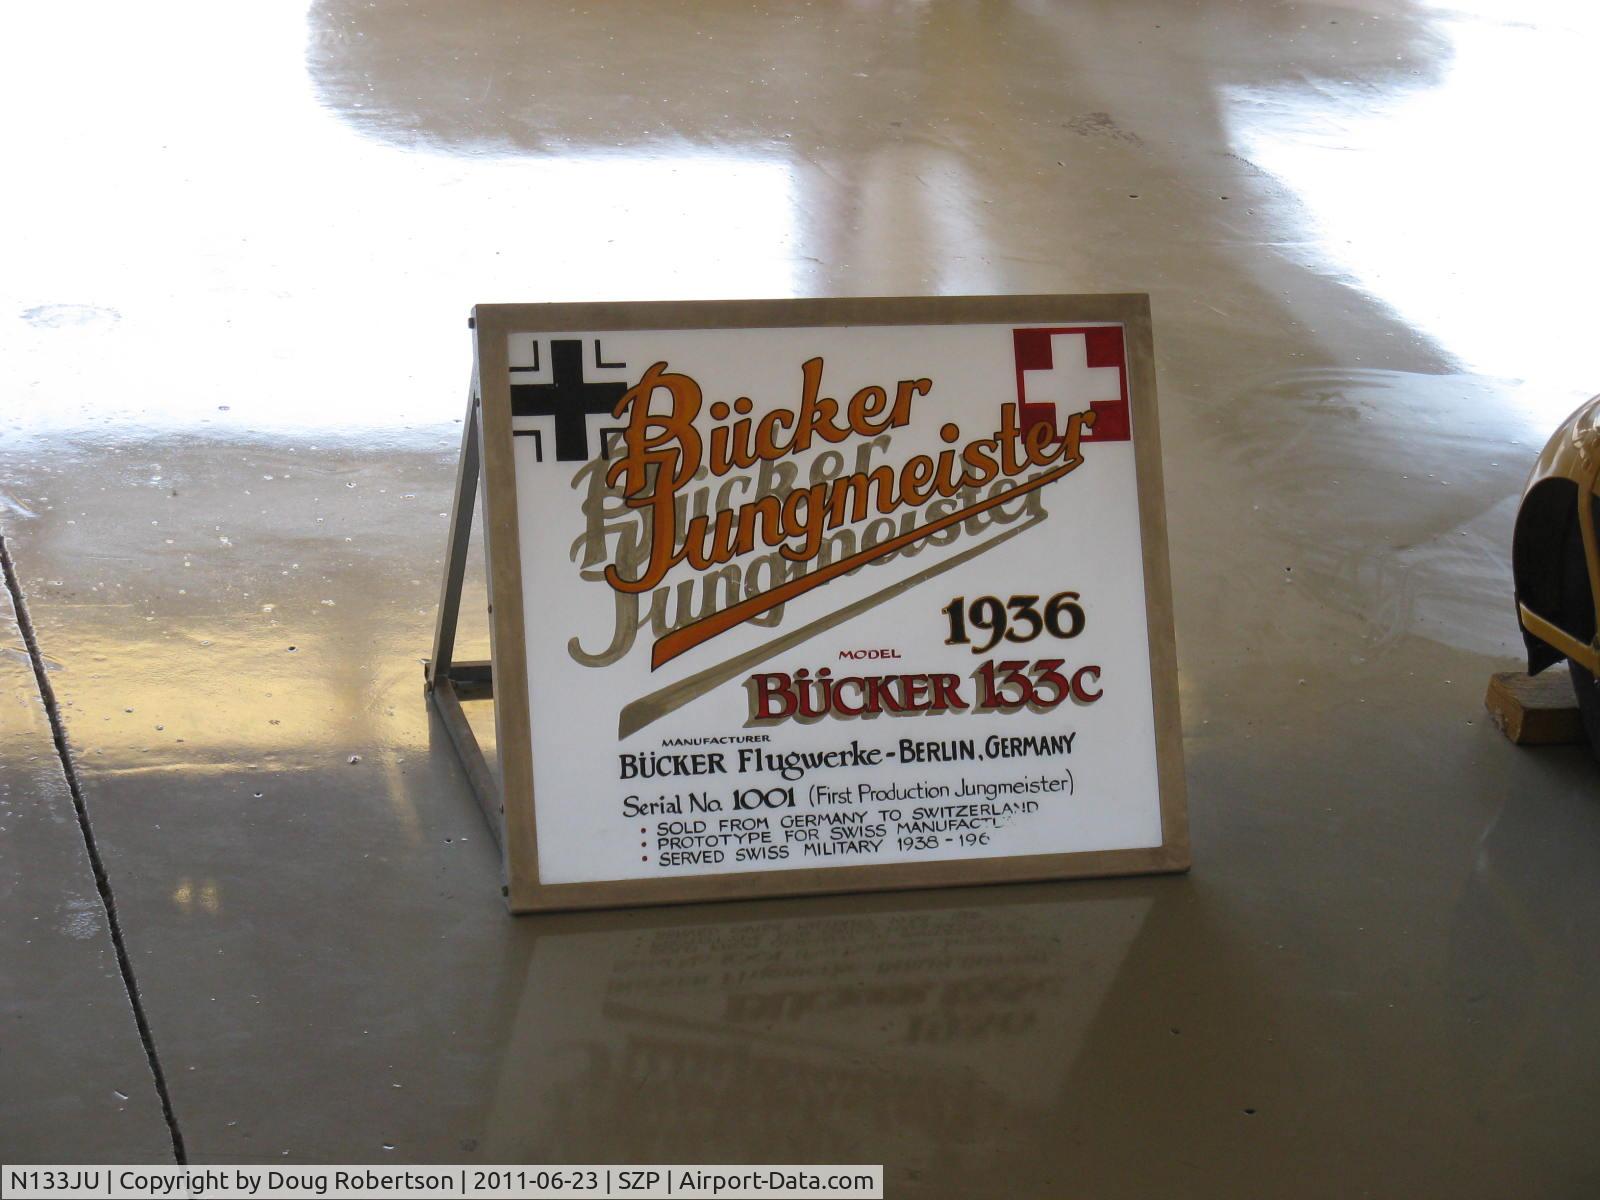 Bücker
Jungmeister
1936
MODEL
BÜCKER 133C
MANUFACTURER
BÜCKER Flugwerke-BERLIN, GERMANY
Serial No. 1001 (First Production Jungmeister)
• SOLD FROM GERMANY TO SWITZERLAND
• PROTOTYPE FOR SWISS
• SERVED SWISS MILITARY 1938 -
N133JU | Copyright by Doug Robertson | 2011-06-23 | SZP | Airport-Data.com